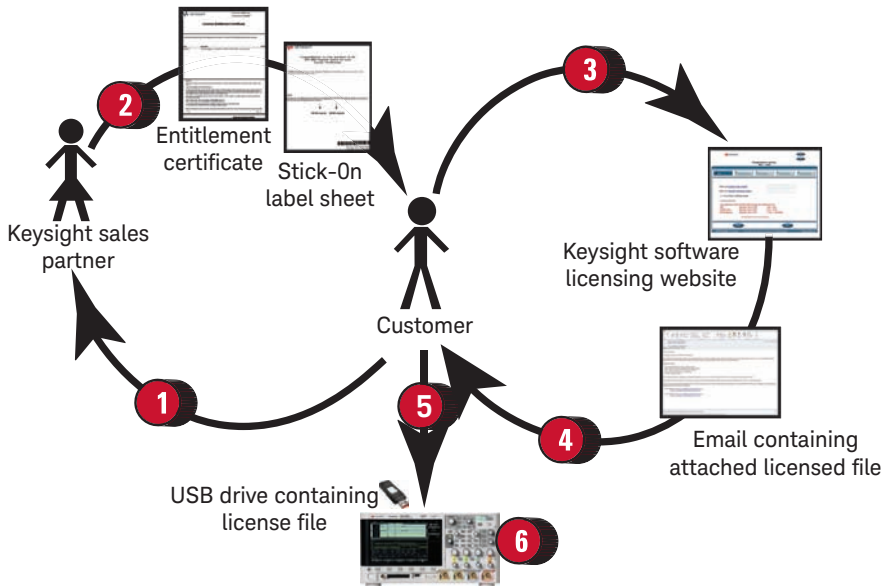 2
3
Entitlement
certificate
Stick-On
label sheet
Keysight sales
partner
Keysight software
licensing website
Customer
1
5
4
Email containing
attached licensed file
USB drive containing
license file
6